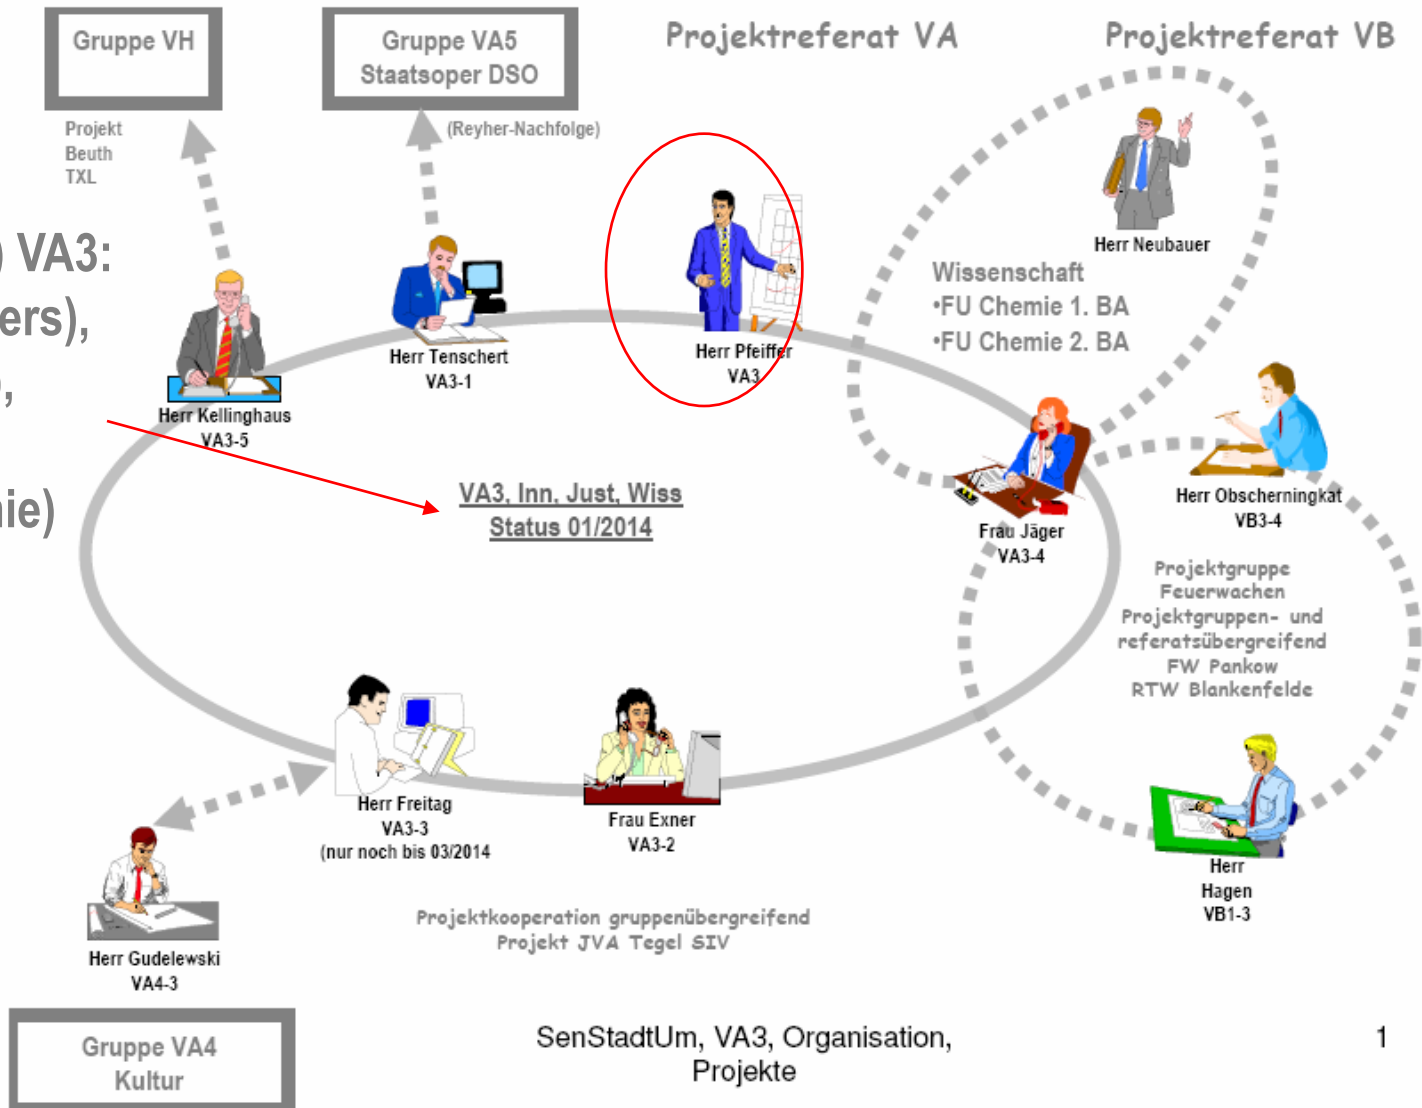 Gruppe VH
Gruppe VA5
Staatsoper DSO
Projektreferat VA
Projektreferat VB
Projekt
Beuth
TXL
(Reyher-Nachfolge)
Herr Neubauer
) VA3:
ers),
),
nie)
Wissenschaft
•FU Chemie 1. BA
•FU Chemie 2. BA
Herr Tenschert
VA3-1
Herr Pfeiffer
VA3
Herr Kellinghaus
VA3-5
VA3, Inn, Just, Wiss
Status 01/2014
Frau Jäger
VA3-4
Herr Obscherningkat
VB3-4
Projektgruppe
Feuerwachen
Projektgruppen- und
referatsübergreifend
FW Pankow
RTW Blankenfelde
Herr Freitag
VA3-3
(nur noch bis 03/2014
Frau Exner
VA3-2
Herr
Hagen
VB1-3
Projektkooperation gruppenübergreifend
Projekt JVA Tegel SIV
Herr Gudelewski
VA4-3
Gruppe VA4
Kultur
SenStadtUm, VA3, Organisation,
Projekte
1